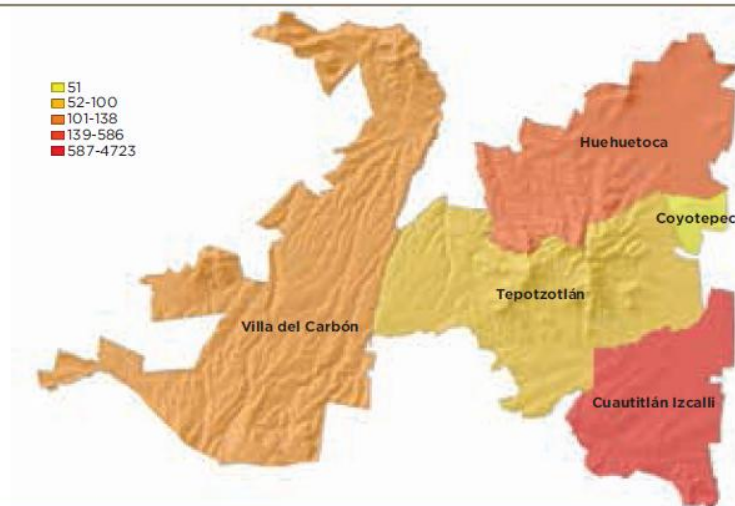 51
52-100
101-138
139-586
587-4723
Huehuetoca
Coyotepec
Tepotzotlán
Villa del Carbón
Cuautitlán Izcalli